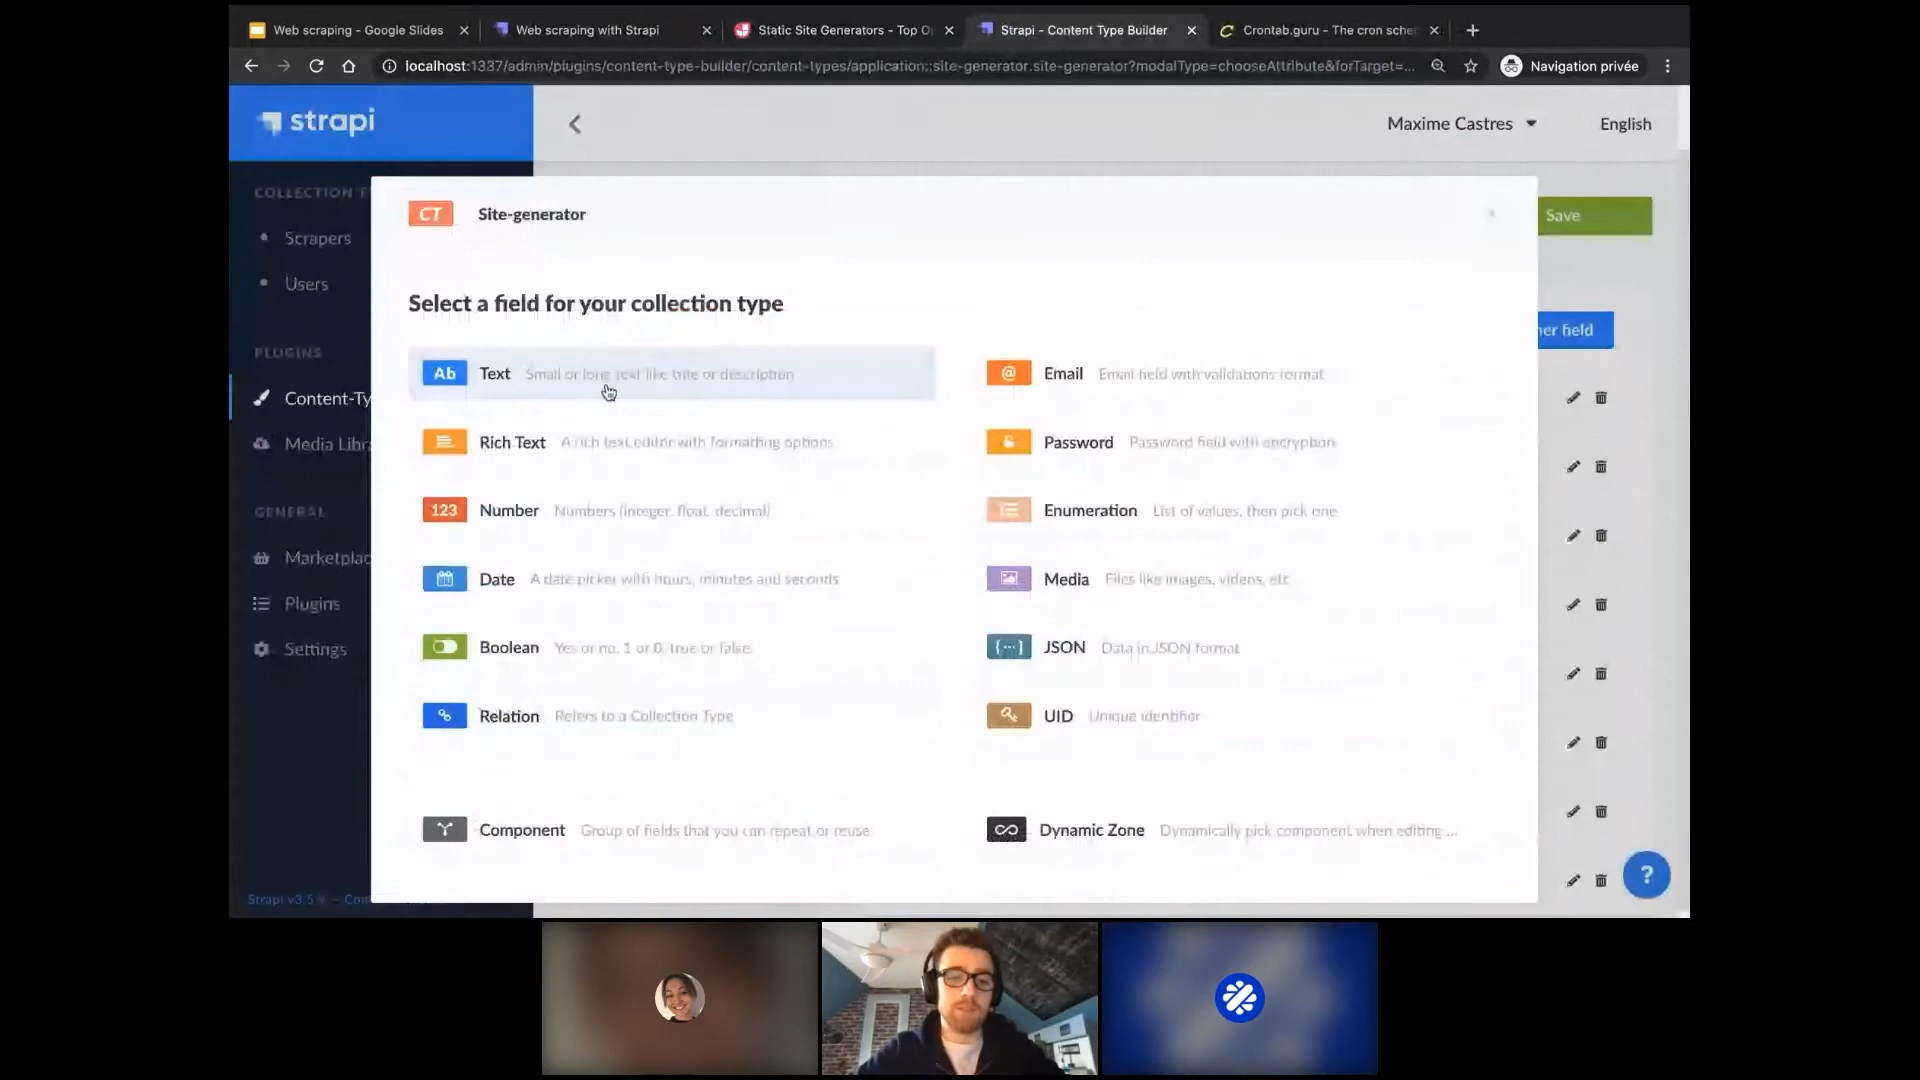 Web scraping - Google Slides
Web scraping with Strapi
Static Site Generators - Top O
Strapi - Content Type Builder
Crontab.guru - The cron sche
localhost:1337/admin/plugins/content-type-builder/content-types/application::site-generator.site-generator?modalType=chooseAttribute&forTarget=...
Navigation privée
strapi
Maxime Castres
English
COLLECTION T
Scrapers
Users
PLUGINS
Content-Ty
Media Libra
GENERAL
Marketplac
Plugins
Settings
Strapi v3.5.
CT
Site-generator
Save
Select a field for your collection type
her field
Ab Text Small or long text like title or description
@ Email Email field with validations format
Rich Text A rich text editor with formatting options
Password Password field with encryption
123 Number Numbers (integer, float, decimal)
Enumeration List of values, then pick one
Date A date picker with hours, minutes and seconds
Media Files like images, videos, etc
Boolean Yes or no, 1 or 0, true or false
JSON Data in JSON format
Relation Refers to a Collection Type
UID Unique identifier
Component Group of fields that you can repeat or reuse
Dynamic Zone Dynamically pick component when editing ...
?